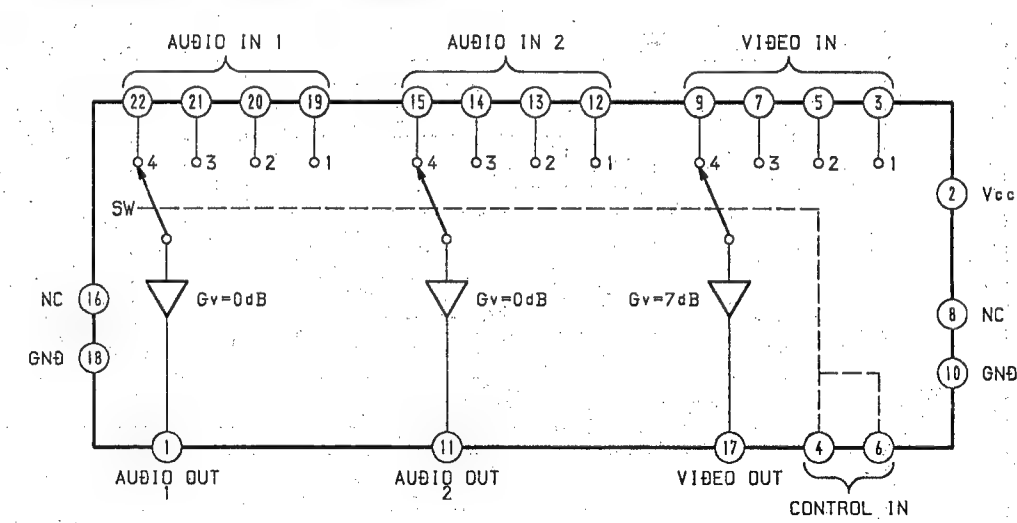 AUDIO IN 1 AUDIO IN 2 VIDEO IN
22 21 20 19 15 14 13 12 9 7 5 3
4 3 2 1 4 3 2 1 4 3 2 1
2 Vcc
SW
NC 16 Gv=0dB Gv=0dB Gv=7dB 8 NC
GND 18 10 GND
1 11 17 4 6
AUDIO OUT AUDIO OUT VIDEO OUT
1 2
CONTROL IN